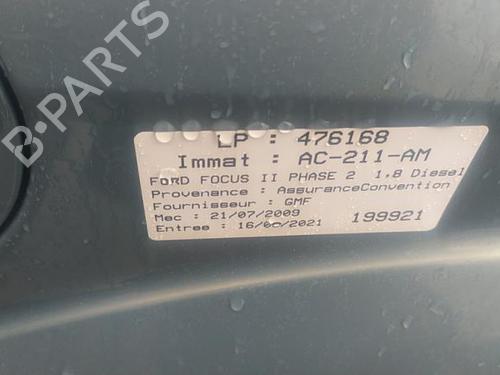 B-PARTS
LP : 476168
Immat : AC-211-AM
FORD FOCUS II PHASE 2 1.8 Diesel
Provenance : AssuranceConvention
Fournisseur : GMF
Mec : 21/07/2009 199921
Entree :